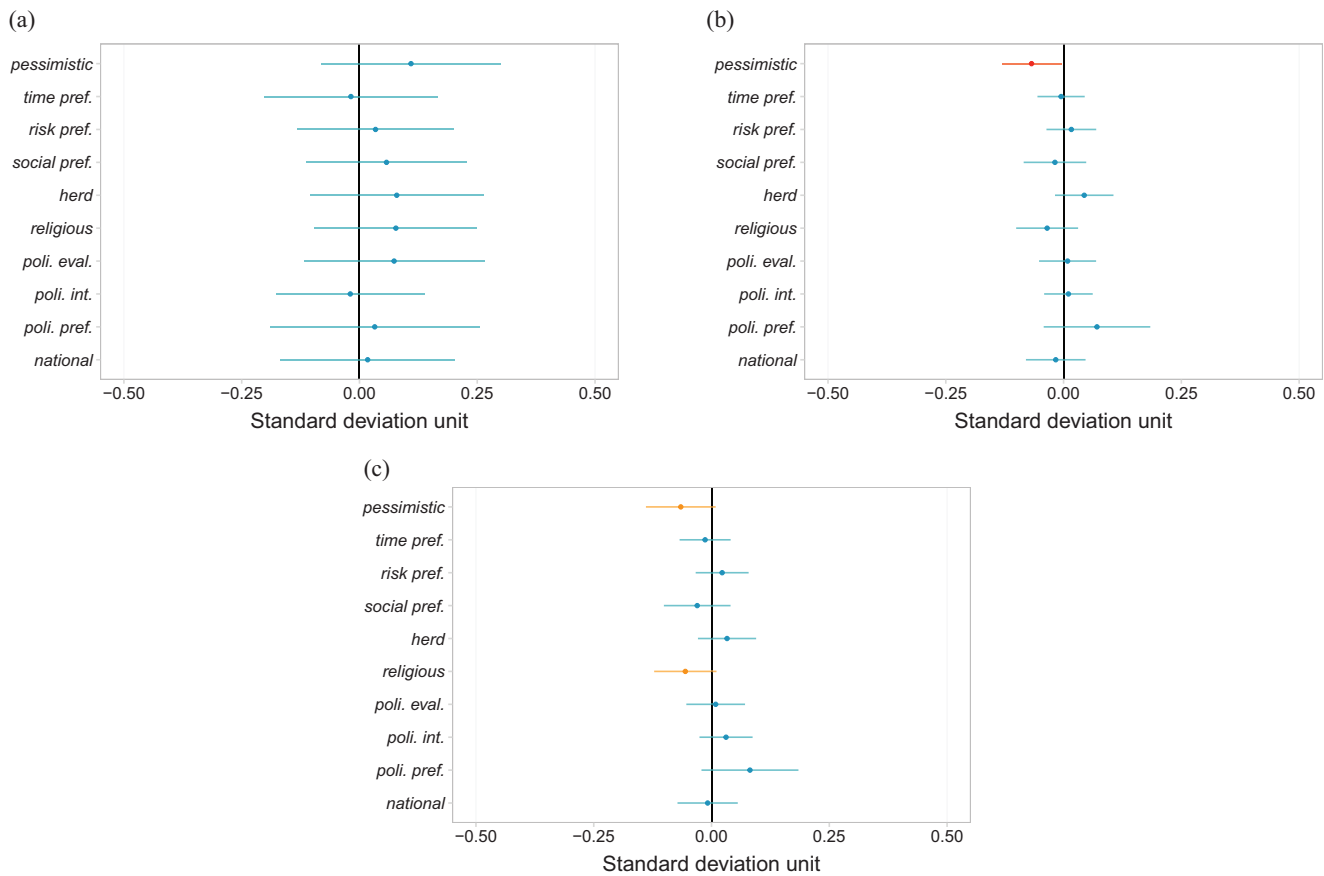 (a)
pessimistic
time pref.
risk pref.
social pref.
herd
religious
poli. eval.
poli. int.
poli. pref.
national
−0.50 −0.25 0.00 0.25 0.50
Standard deviation unit
(b)
pessimistic
time pref.
risk pref.
social pref.
herd
religious
poli. eval.
poli. int.
poli. pref.
national
−0.50 −0.25 0.00 0.25 0.50
Standard deviation unit
(c)
pessimistic
time pref.
risk pref.
social pref.
herd
religious
poli. eval.
poli. int.
poli. pref.
national
−0.50 −0.25 0.00 0.25 0.50
Standard deviation unit